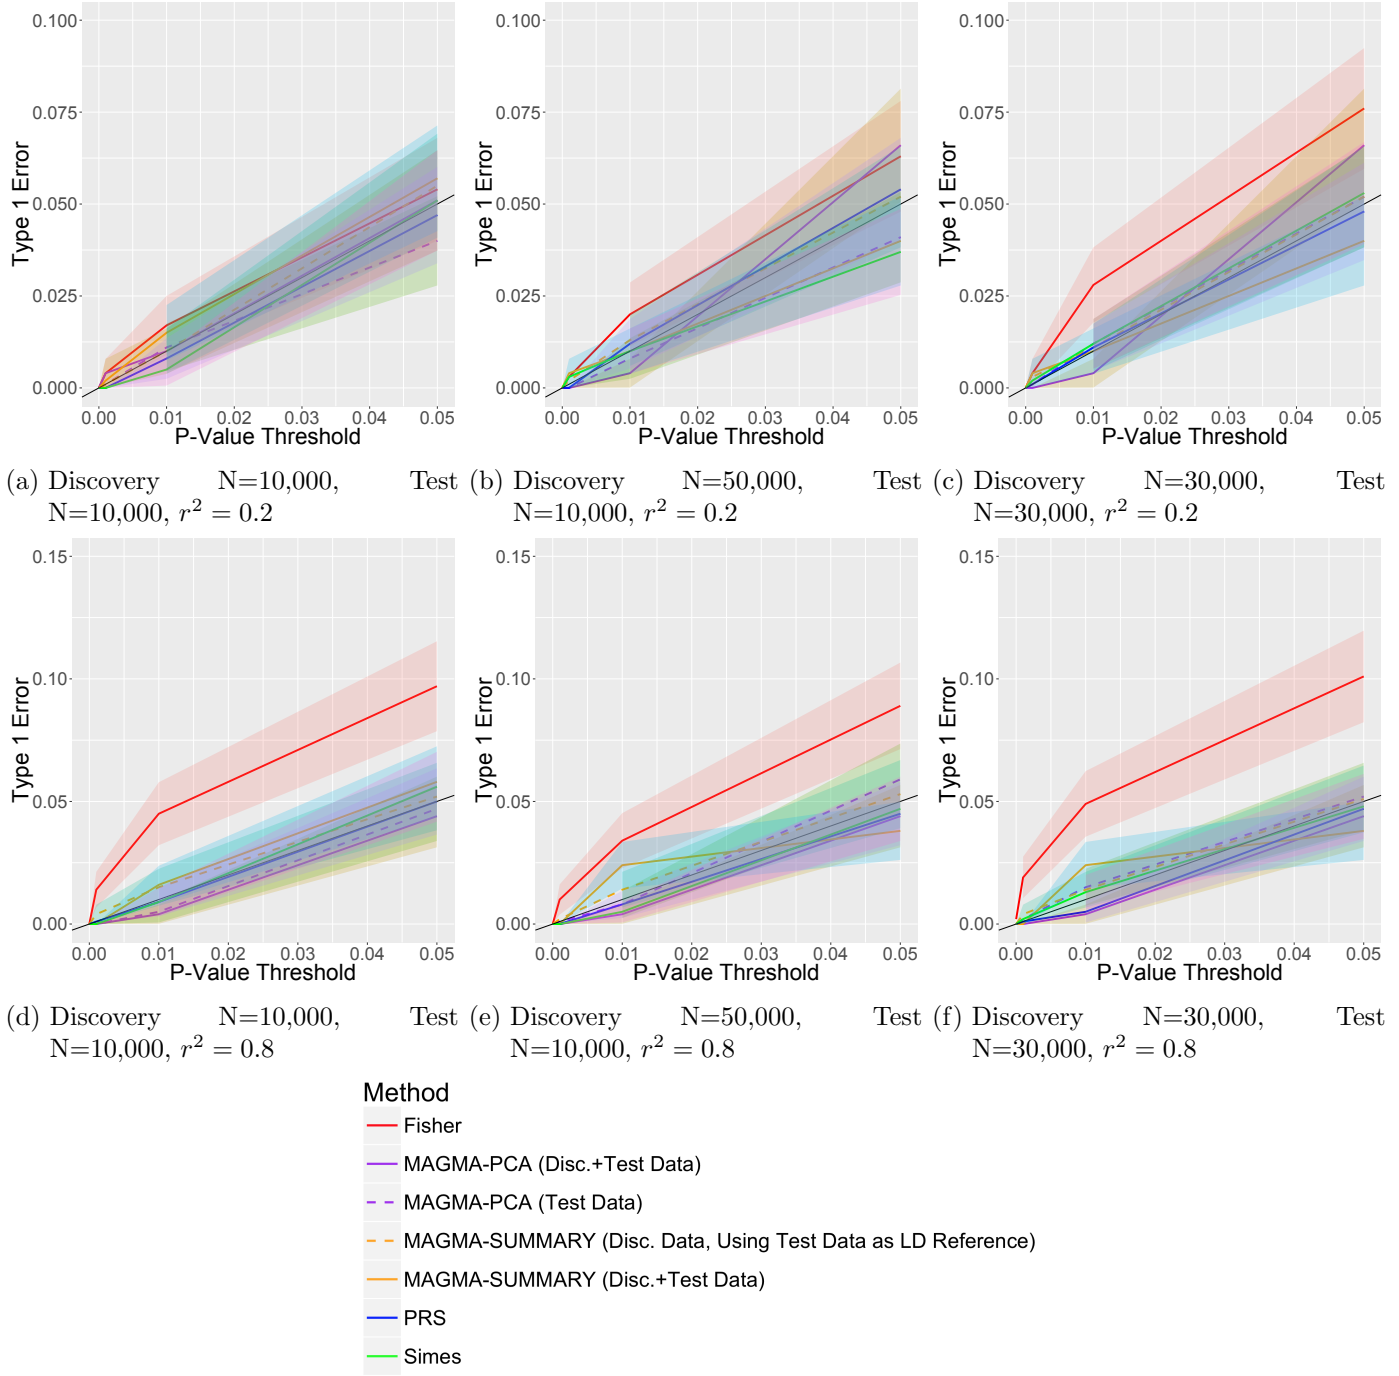 0.100
0.075
0.050
0.025
0.000
Type 1 Error
0.00 0.01 0.02 0.03 0.04 0.05
P-Value Threshold
(a) Discovery N=10,000, Test
N=10,000, r² = 0.2
0.100
0.075
0.050
0.025
0.000
Type 1 Error
0.00 0.01 0.02 0.03 0.04 0.05
P-Value Threshold
(b) Discovery N=50,000, Test
N=10,000, r² = 0.2
0.100
0.075
0.050
0.025
0.000
Type 1 Error
0.00 0.01 0.02 0.03 0.04 0.05
P-Value Threshold
(c) Discovery N=30,000, Test
N=30,000, r² = 0.2
0.15
0.10
0.05
0.00
Type 1 Error
0.00 0.01 0.02 0.03 0.04 0.05
P-Value Threshold
(d) Discovery N=10,000, Test
N=10,000, r² = 0.8
0.15
0.10
0.05
0.00
Type 1 Error
0.00 0.01 0.02 0.03 0.04 0.05
P-Value Threshold
(e) Discovery N=50,000, Test
N=10,000, r² = 0.8
0.15
0.10
0.05
0.00
Type 1 Error
0.00 0.01 0.02 0.03 0.04 0.05
P-Value Threshold
(f) Discovery N=30,000, Test
N=30,000, r² = 0.8
Method
Fisher
MAGMA-PCA (Disc.+Test Data)
MAGMA-PCA (Test Data)
MAGMA-SUMMARY (Disc. Data, Using Test Data as LD Reference)
MAGMA-SUMMARY (Disc.+Test Data)
PRS
Simes